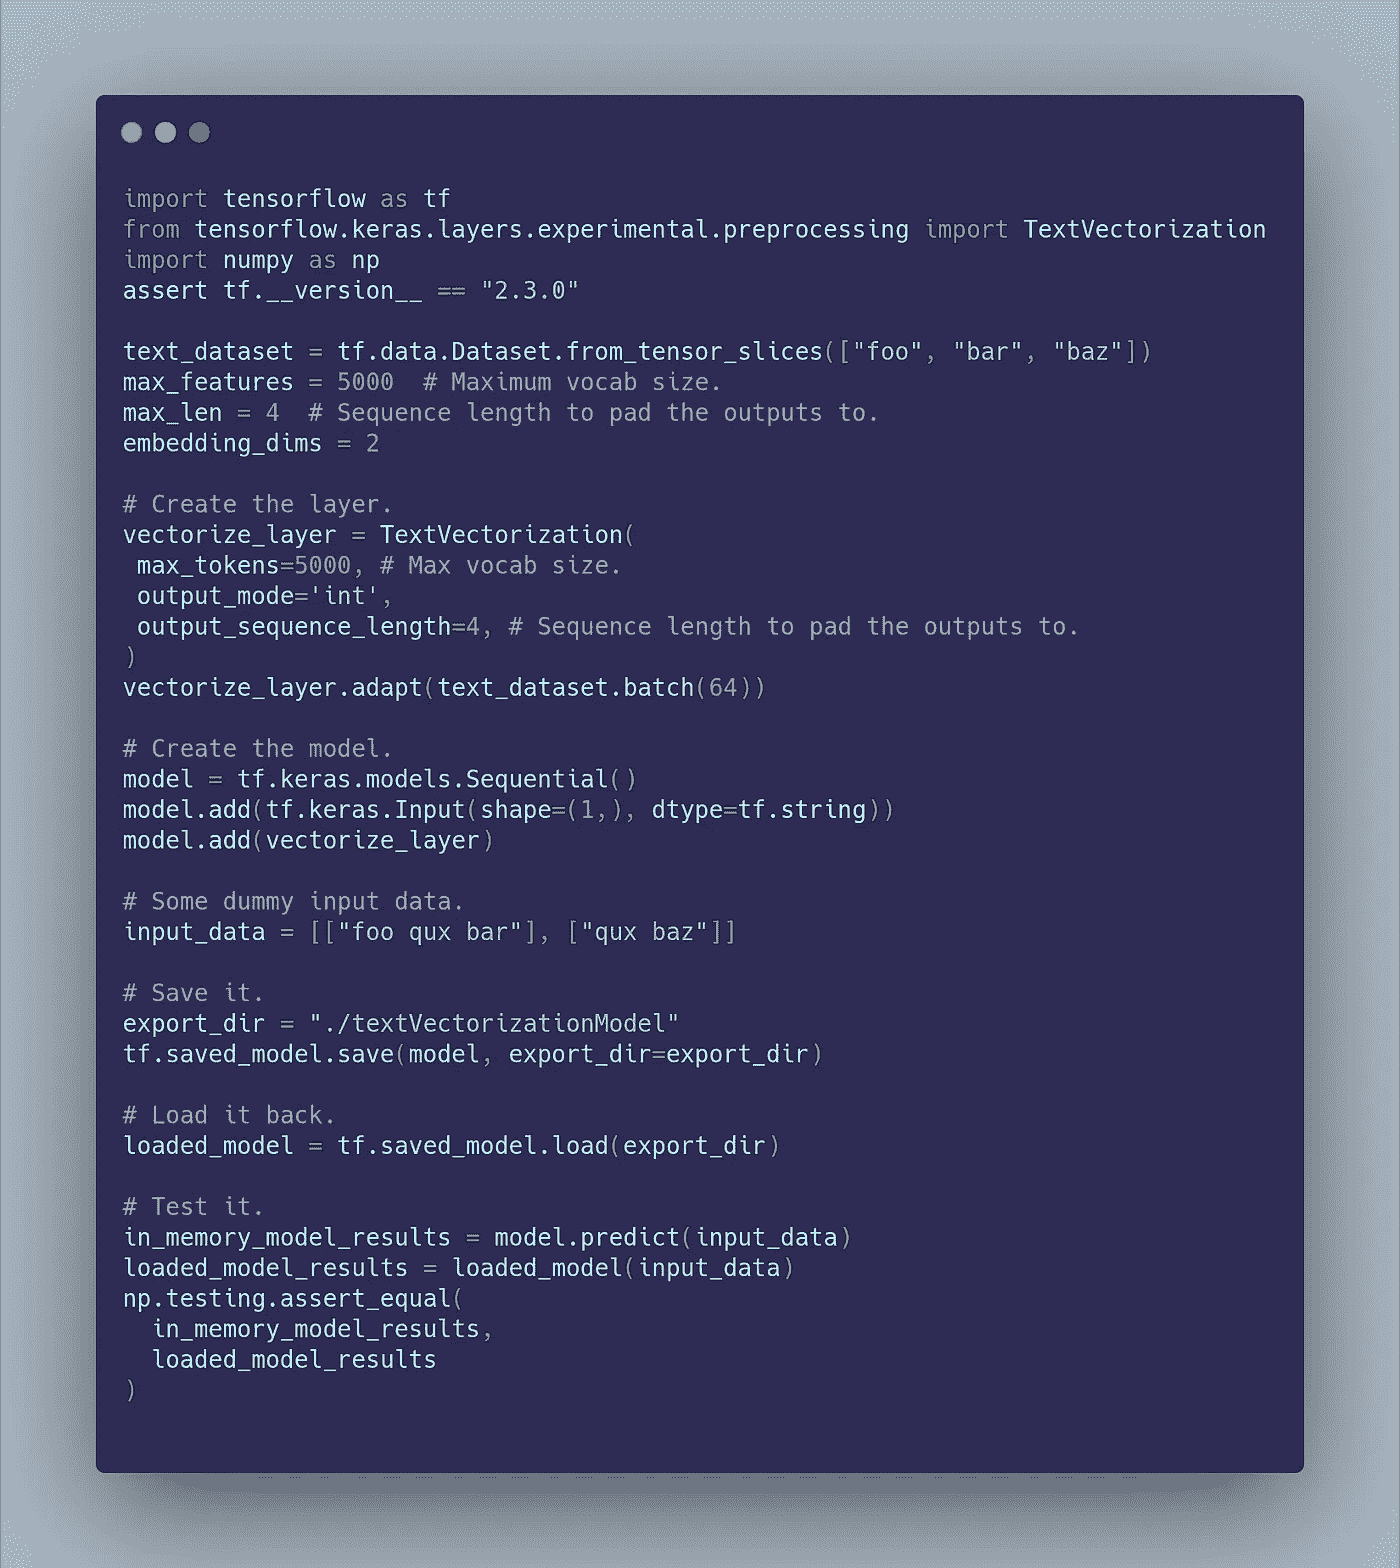 import tensorflow as tf
from tensorflow.keras.layers.experimental.preprocessing import TextVectorization
import numpy as np
assert tf.__version__ == "2.3.0"

text_dataset = tf.data.Dataset.from_tensor_slices(["foo", "bar", "baz"])
max_features = 5000  # Maximum vocab size.
max_len = 4  # Sequence length to pad the outputs to.
embedding_dims = 2

# Create the layer.
vectorize_layer = TextVectorization(
 max_tokens=5000, # Max vocab size.
 output_mode='int',
 output_sequence_length=4, # Sequence length to pad the outputs to.
)
vectorize_layer.adapt(text_dataset.batch(64))

# Create the model.
model = tf.keras.models.Sequential()
model.add(tf.keras.Input(shape=(1,), dtype=tf.string))
model.add(vectorize_layer)

# Some dummy input data.
input_data = [["foo qux bar"], ["qux baz"]]

# Save it.
export_dir = "./textVectorizationModel"
tf.saved_model.save(model, export_dir=export_dir)

# Load it back.
loaded_model = tf.saved_model.load(export_dir)

# Test it.
in_memory_model_results = model.predict(input_data)
loaded_model_results = loaded_model(input_data)
np.testing.assert_equal(
  in_memory_model_results,
  loaded_model_results
)